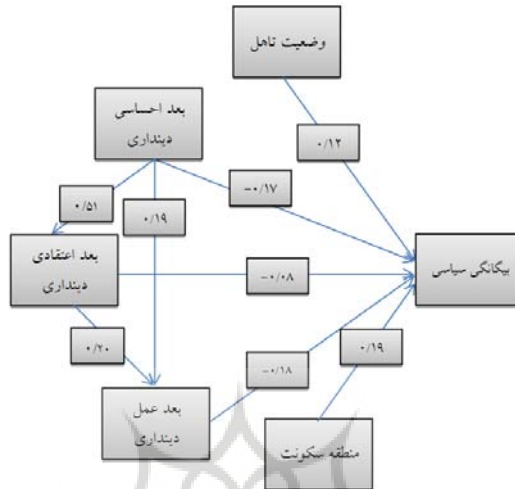 وضعیت تاهل
بعد احساسی
دینداری
۰/۱۲
-۰/۱۷
۰/۵۱
۰/۱۹
بعد اعتقادی
دینداری
-۰/۰۸
بیگانگی سیاسی
۰/۲۰
-۰/۱۸
۰/۱۹
بعد عمل
دینداری
منطقه سکونت